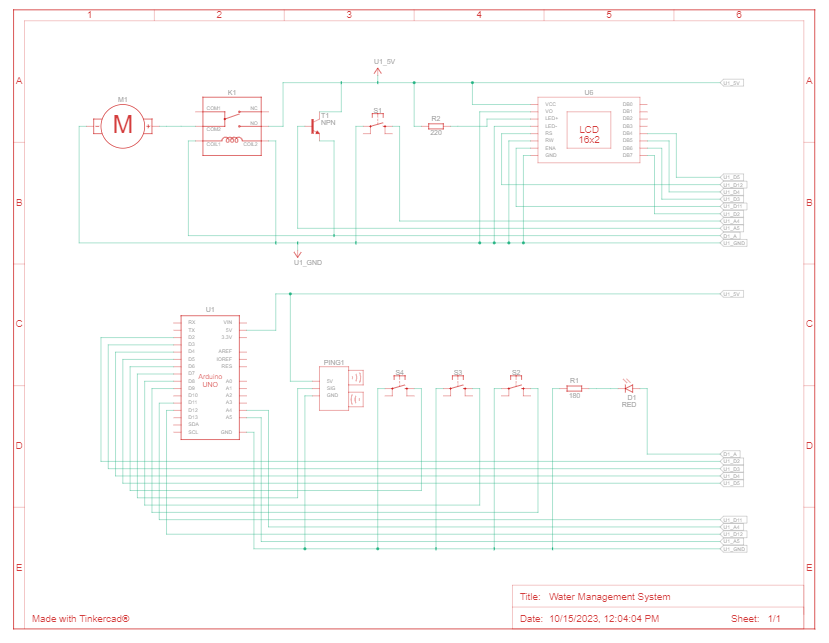 1 2 3 4 5 6
A A
U1_5V
U1_5V
M1 K1 S1 U6
COM1 NC
NO
COM2
COIL1 COIL2
M
T1
NPN
R2
220
VCC DB0
VO DB1
LED+ DB2
LED- DB3
RS DB4
RW DB5
ENA DB6
GND DB7
LCD
16x2
B B
U1_D5
U1_D12
U1_D4
U1_D3
U1_D11
U1_D2
U1_A4
U1_A5
D1_A
U1_GND
U1_GND
U1_5V
C C
U1
RX VIN
TX 5V
D2 3.3V
D3
D4 AREF
D5 IOREF
D6 RES
D7
D8 A0
D9 A1
D10 A2
D11 A3
D12 A4
D13 A5
SDA
SCL GND
Arduino
UNO
PING1
5V
SIG
GND
S4 S3 S2
R1
180
D1
RED
D D
D1_A
U1_D2
U1_D3
U1_D4
U1_D5
U1_D11
U1_A4
U1_D12
U1_A5
U1_GND
E E
Title: Water Management System
Made with Tinkercad®
Date: 10/15/2023, 12:04:04 PM Sheet: 1/1